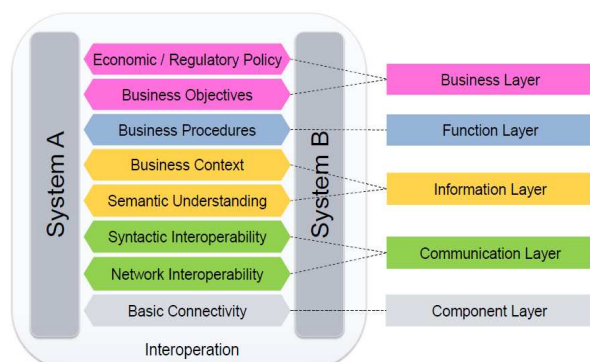 System A
Economic / Regulatory Policy
Business Objectives
Business Procedures
Business Context
Semantic Understanding
Syntactic Interoperability
Network Interoperability
Basic Connectivity
System B
Interoperation
Business Layer
Function Layer
Information Layer
Communication Layer
Component Layer